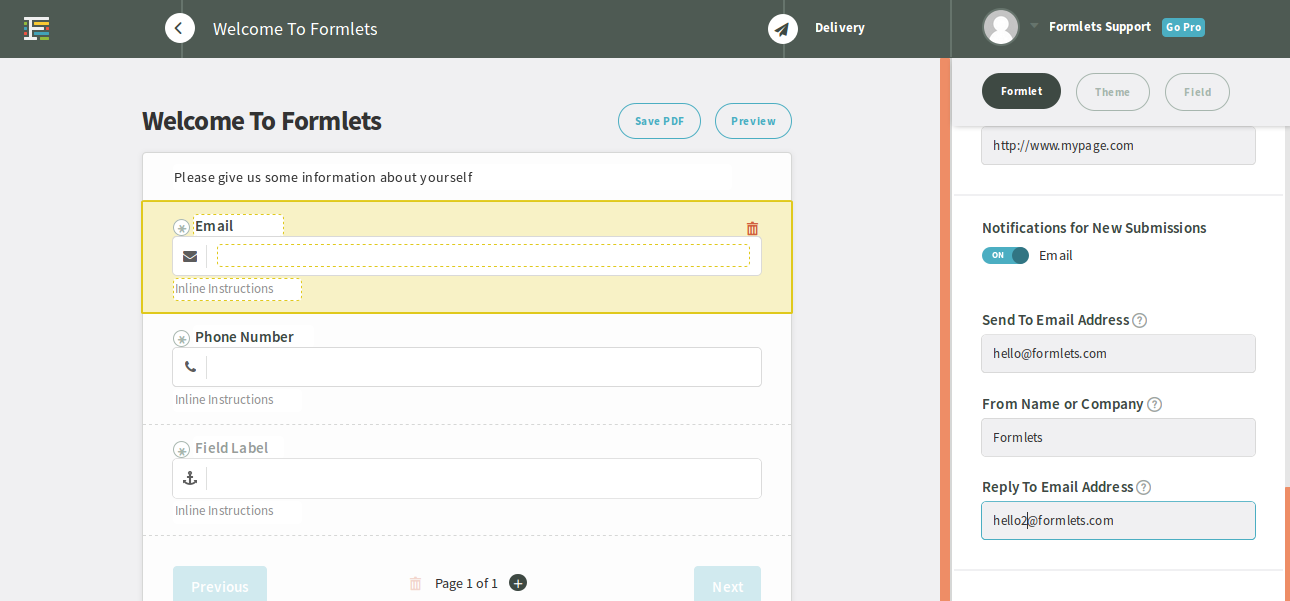 Welcome To Formlets
Delivery
Formlets Support
Go Pro
Formlet
Theme
Field
Welcome To Formlets
Save PDF
Preview
Please give us some information about yourself
Email
Inline Instructions
Phone Number
Inline Instructions
Field Label
Inline Instructions
Previous
Page 1 of 1
Next
http://www.mypage.com
Notifications for New Submissions
ON
Email
Send To Email Address ?
hello@formlets.com
From Name or Company ?
Formlets
Reply To Email Address ?
hello2@formlets.com